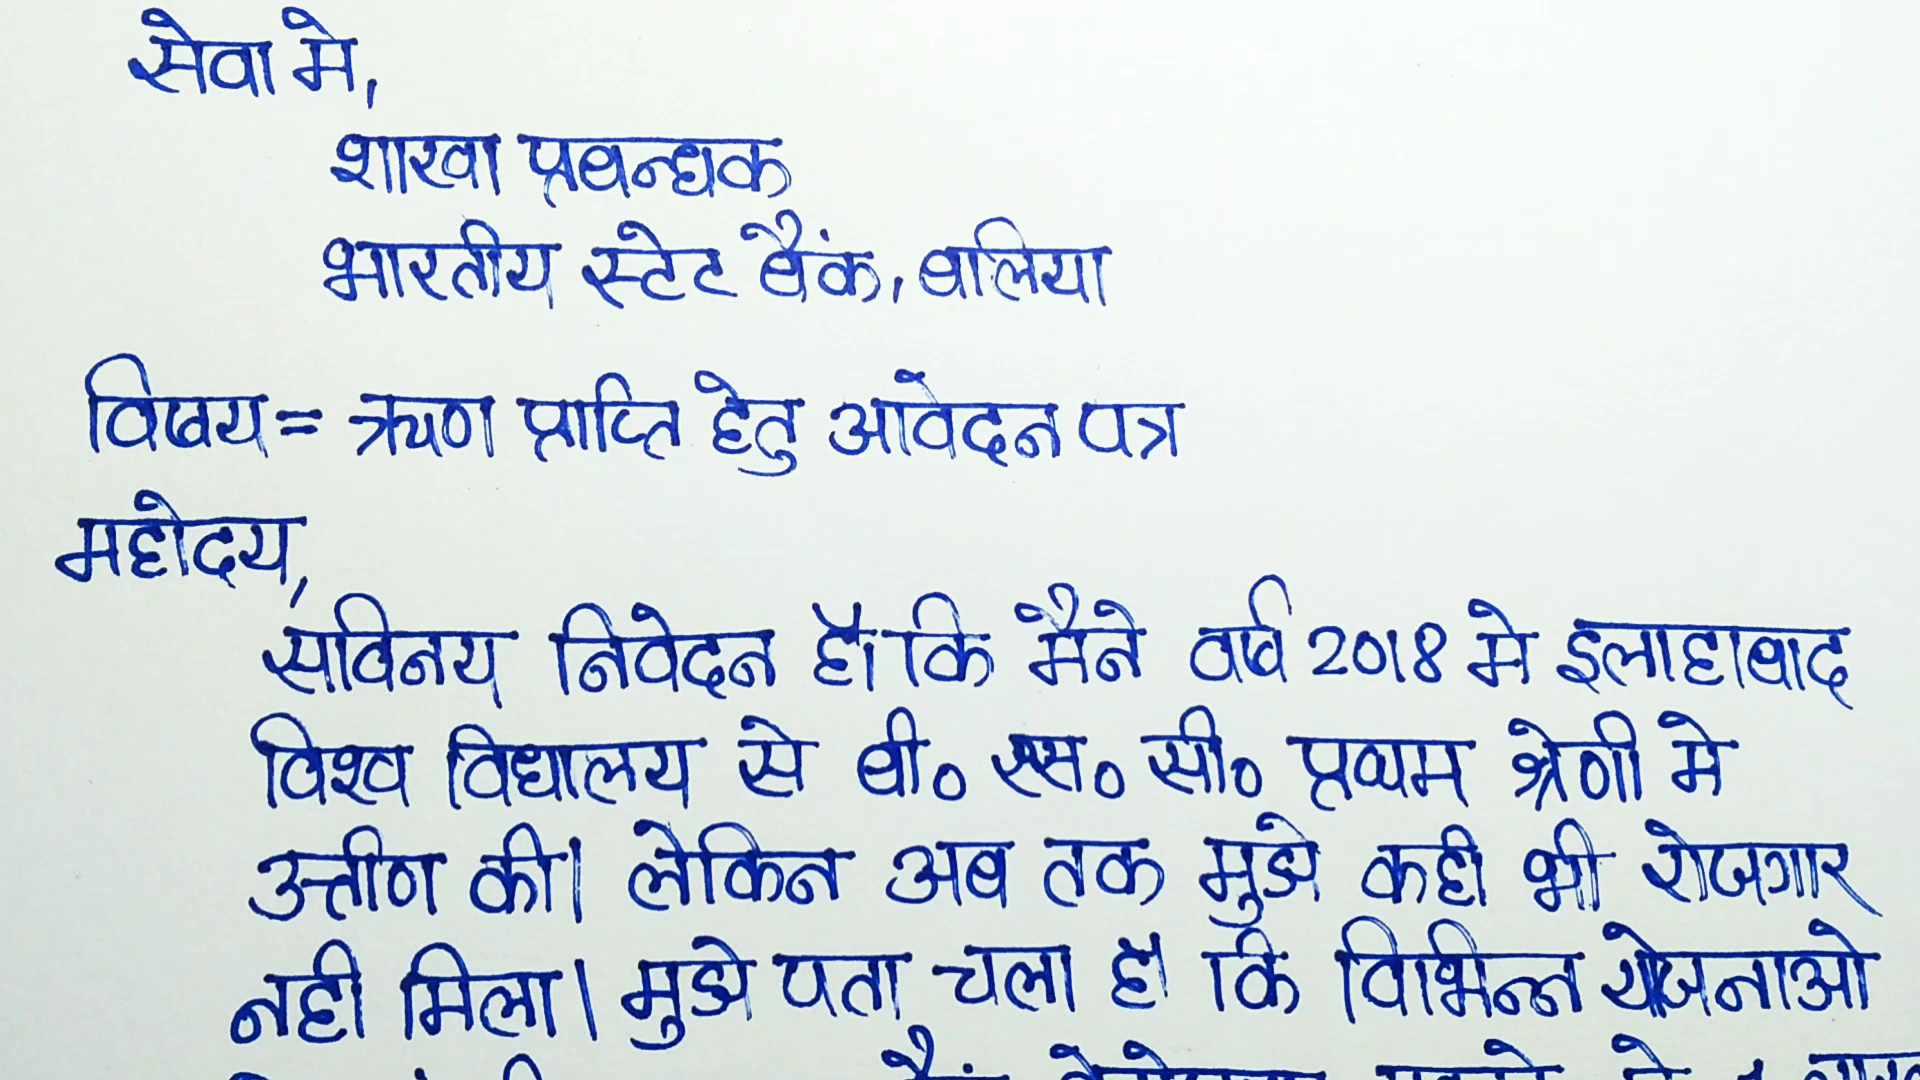 सेवा मे,
शाखा प्रबन्धक
भारतीय स्टेट बैंक, बलिया
विषय = ऋण प्राप्ति हेतु आवेदन पत्र
महोदय,
सविनय निवेदन है। कि मैने वर्ष 2018 मे इलाहाबाद
विश्व विद्यालय से बी० एस० सी० प्रथम श्रेणी मे
उत्तीण की। लेकिन अब तक मुझे कही भी रोजगार
नही मिला। मुझे पता चला है कि विभिन्न योजनाओ